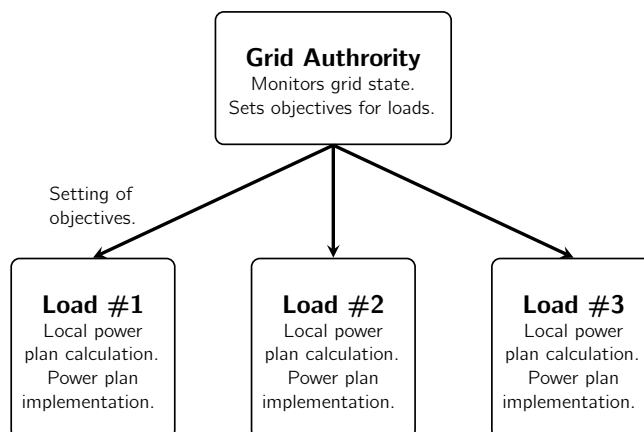 Grid Authrority
Monitors grid state.
Sets objectives for loads.
Setting of
objectives.
Load #1
Local power
plan calculation.
Power plan
implementation.
Load #2
Local power
plan calculation.
Power plan
implementation.
Load #3
Local power
plan calculation.
Power plan
implementation.